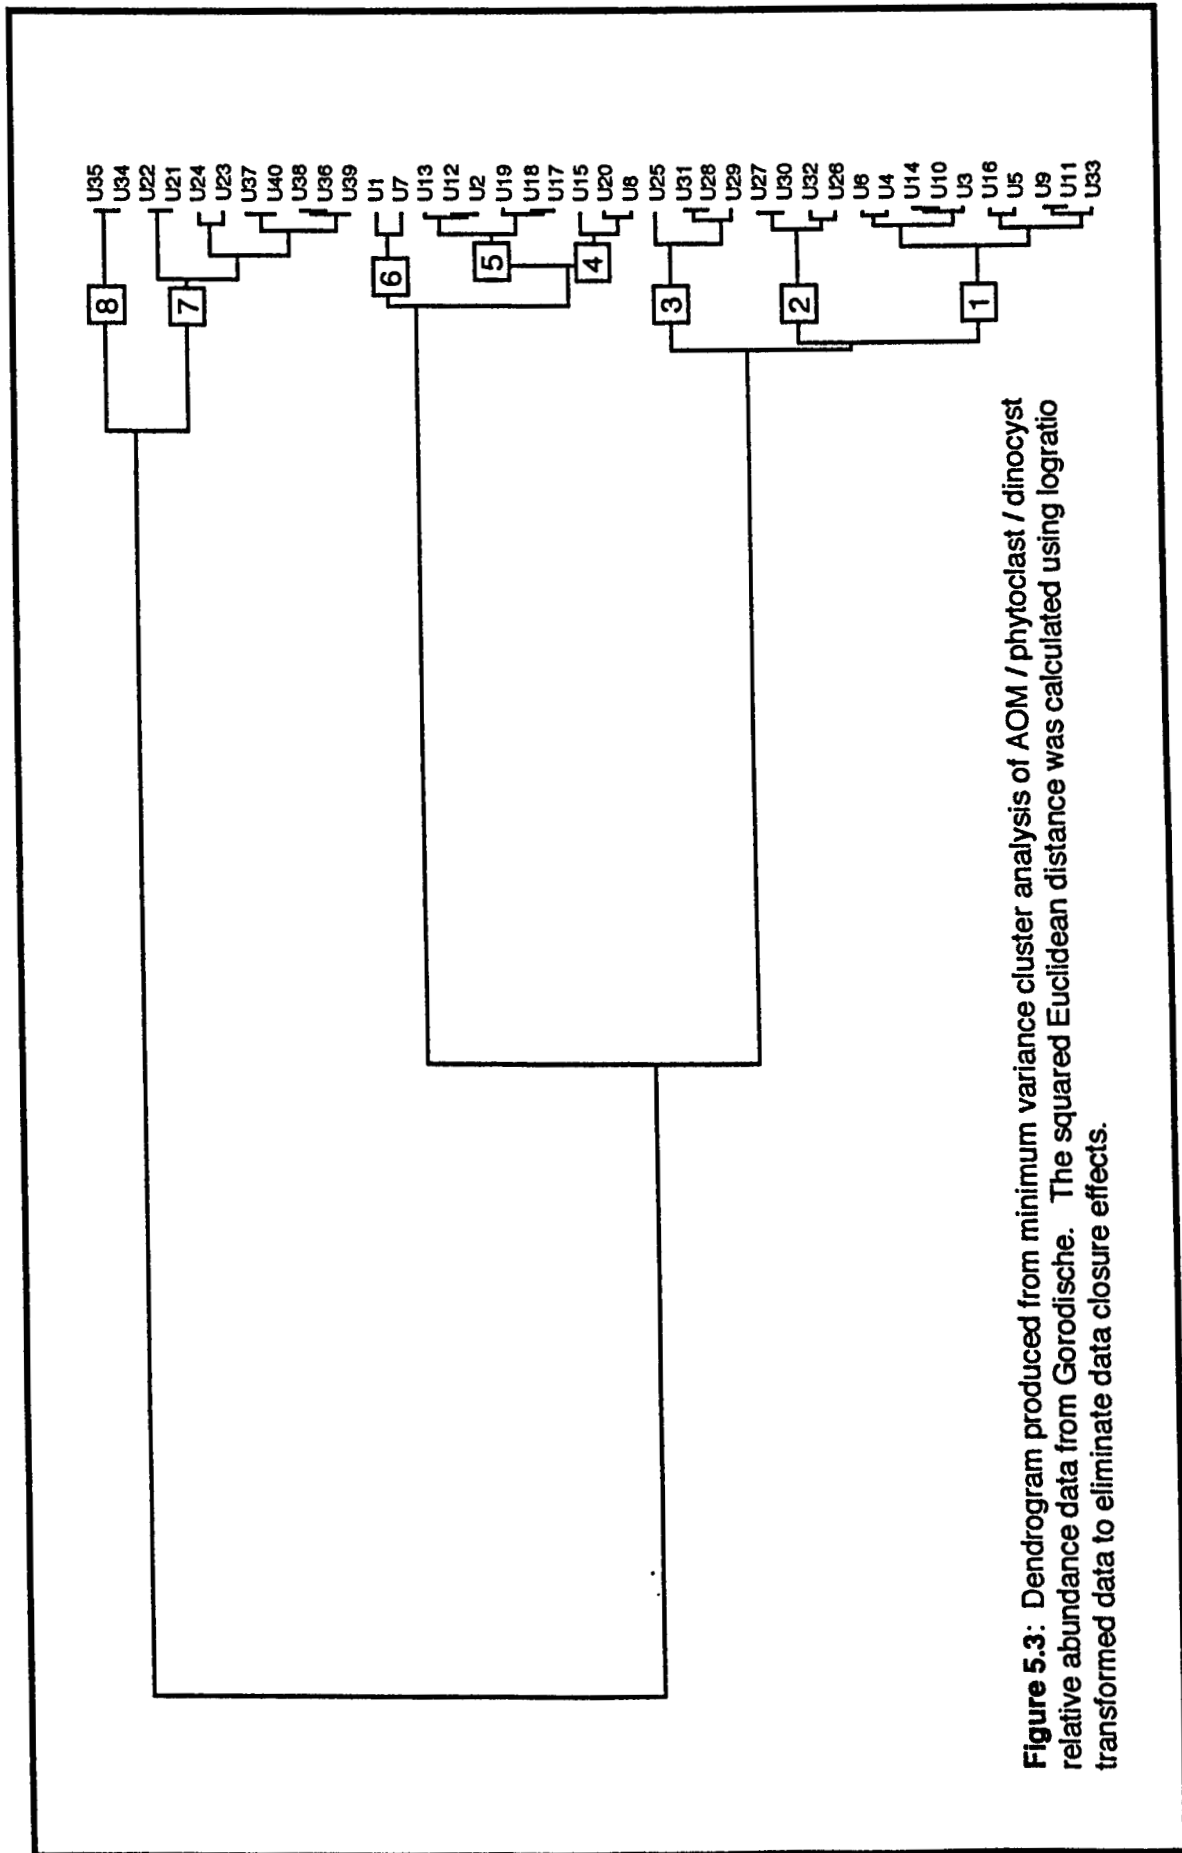 U35
U34
U22
U21
U24
U23
U37
U40
U38
U36
U39
U1
U7
U13
U12
U2
U19
U18
U17
U15
U20
U8
U25
U31
U28
U29
U27
U30
U32
U26
U6
U4
U14
U10
U3
U16
U5
U9
U11
U33
8
7
6
5
4
3
2
1
Figure 5.3: Dendrogram produced from minimum variance cluster analysis of AOM / phytoclast / dinocyst
relative abundance data from Gorodische. The squared Euclidean distance was calculated using logratio
transformed data to eliminate data closure effects.